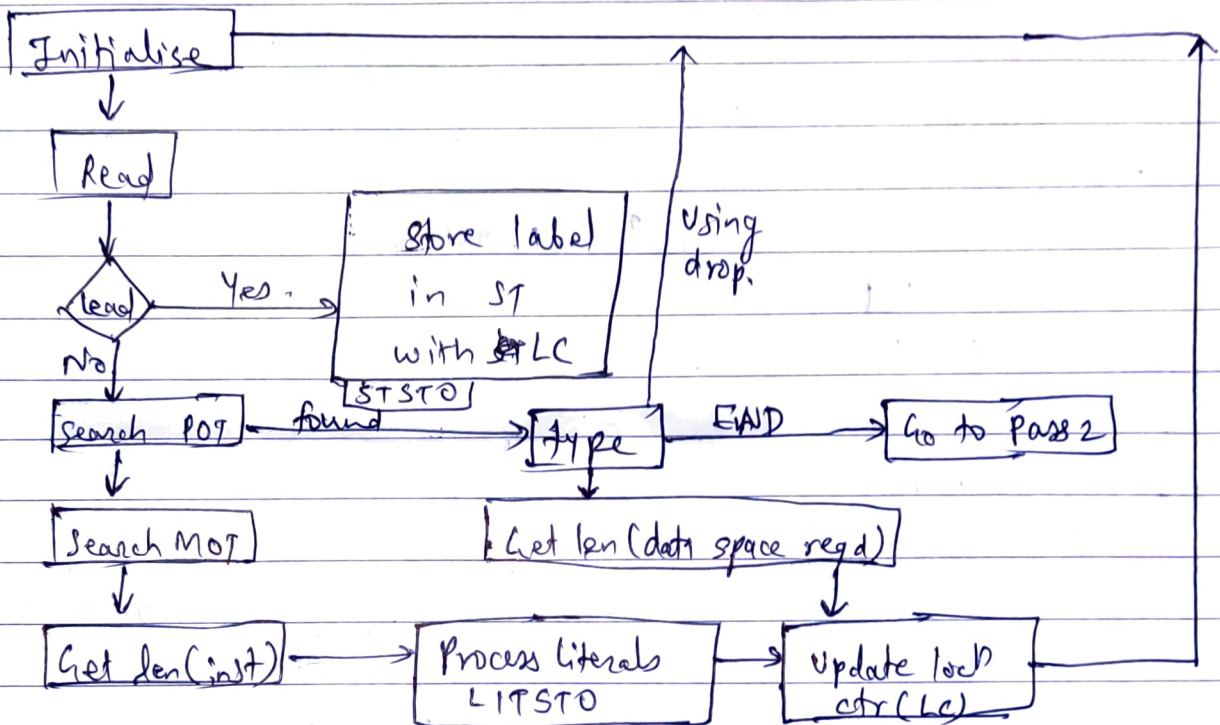 Initialise
Read
lead
Yes.
Store label
in ST
with LC
STSTO
Using
drop.
No
Search POT
found
type
END
Go to Pass 2
Search MOT
Get len (data space reqd)
Get len(inst)
Process literals
LITSTO
Update locn
ctr (LC)